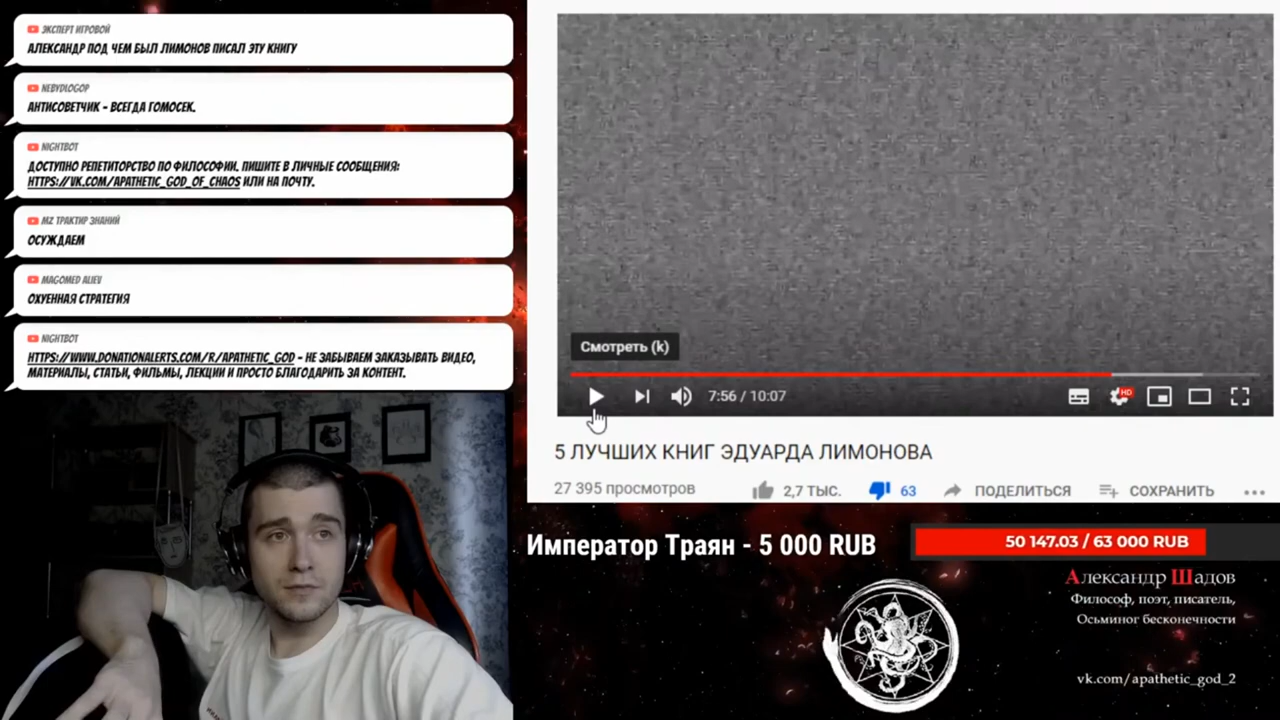 ЭКСПЕРТ ИГРОВОЙ
АЛЕКСАНДР ПОД ЧЕМ БЫЛ ЛИМОНОВ ПИСАЛ ЭТУ КНИГУ
NEBYDLOGOP
АНТИСОВЕТЧИК - ВСЕГДА ГОМОСЕК.
NIGHTBOT
ДОСТУПНО РЕПЕТИТОРСТВО ПО ФИЛОСОФИИ. ПИШИТЕ В ЛИЧНЫЕ СООБЩЕНИЯ:
HTTPS://VK.COM/APATHETIC_GOD_OF_CHAOS ИЛИ НА ПОЧТУ.
MZ ТРАКТИР ЗНАНИЙ
ОСУЖДАЕМ
MAGOMED ALIEV
ОХУЕННАЯ СТРАТЕГИЯ
NIGHTBOT
HTTPS://WWW.DONATIONALERTS.COM/R/APATHETIC_GOD - НЕ ЗАБЫВАЕМ ЗАКАЗЫВАТЬ ВИДЕО,
МАТЕРИАЛЫ, СТАТЬИ, ФИЛЬМЫ, ЛЕКЦИИ И ПРОСТО БЛАГОДАРИТЬ ЗА КОНТЕНТ.
Смотреть (k)
7:56 / 10:07
HD
5 ЛУЧШИХ КНИГ ЭДУАРДА ЛИМОНОВА
27 395 просмотров
2,7 ТЫС.
63
ПОДЕЛИТЬСЯ
СОХРАНИТЬ
Император Траян - 5 000 RUB
50 147.03 / 63 000 RUB
Александр Шадов
Философ, поэт, писатель,
Осьминог бесконечности
vk.com/apathetic_god_2